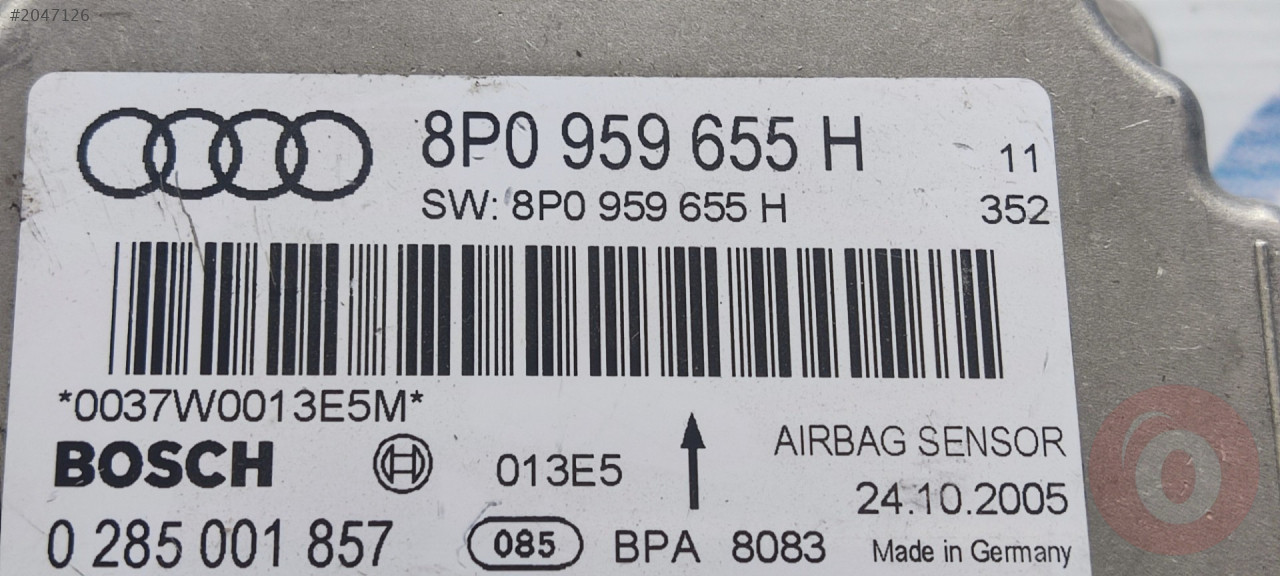 #2047126
8P0 959 655 H
11
SW: 8P0 959 655 H
352
*0037W0013E5M*
AIRBAG SENSOR
BOSCH
013E5
24.10.2005
0 285 001 857
085
BPA 8083
Made in Germany